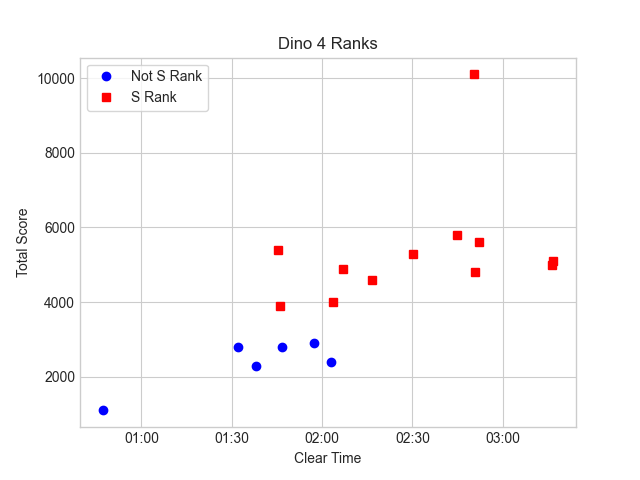 Dino 4 Ranks
Not S Rank
S Rank
10000
8000
6000
4000
2000
Total Score
01:00 01:30 02:00 02:30 03:00
Clear Time